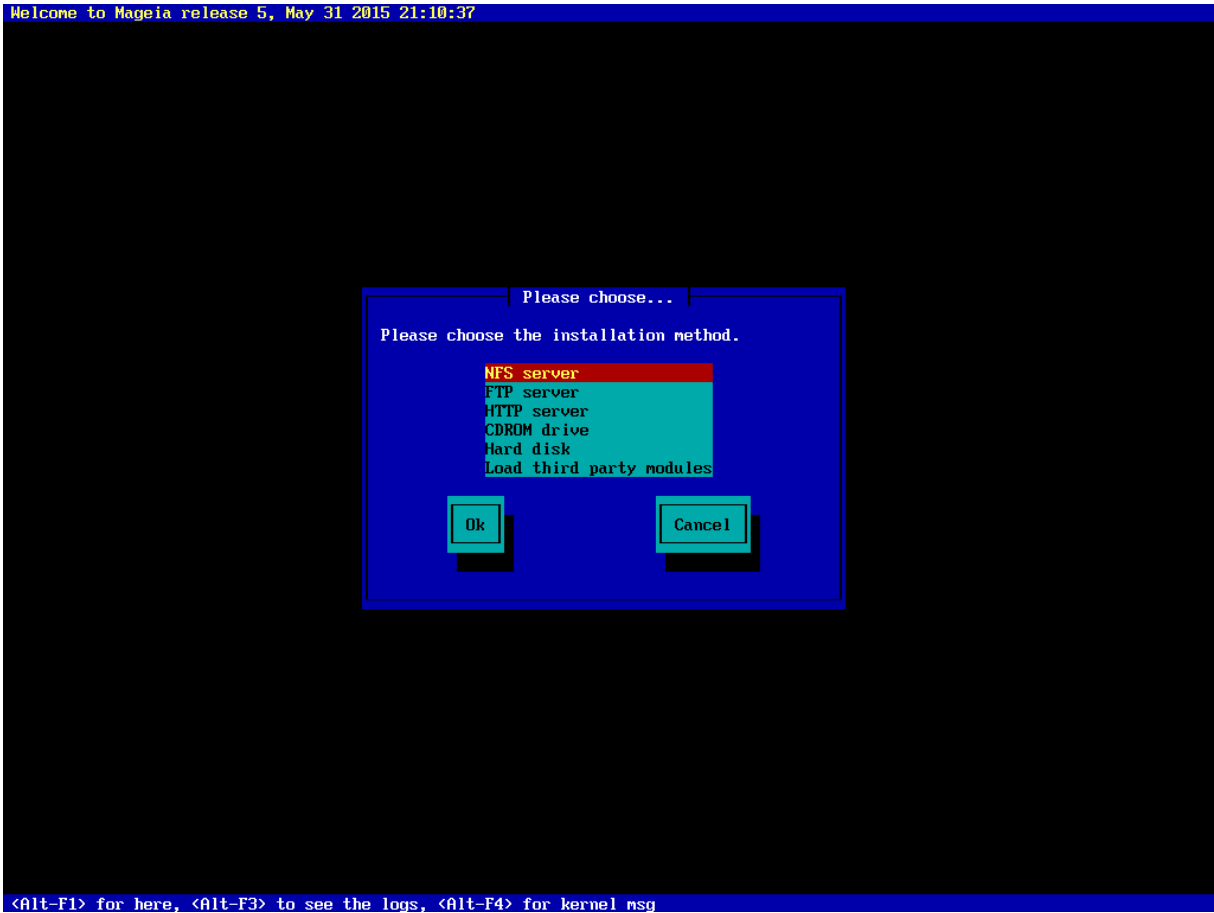 Welcome to Mageia release 5, May 31 2015 21:10:37
Please choose...
Please choose the installation method.
NFS server
FTP server
HTTP server
CDROM drive
Hard disk
Load third party modules
Ok Cancel
<Alt-F1> for here, <Alt-F3> to see the logs, <Alt-F4> for kernel msg